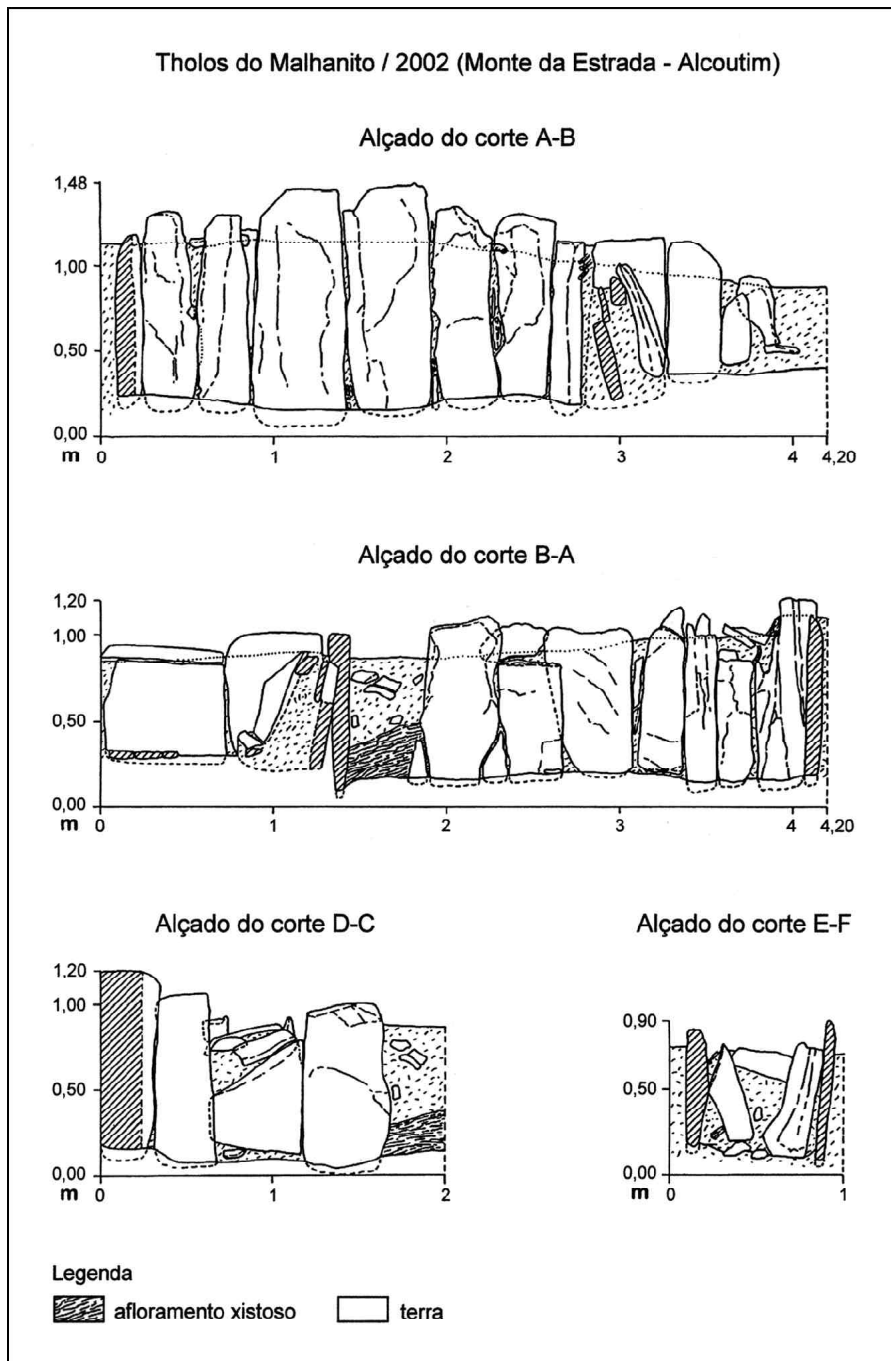 Tholos do Malhanito / 2002 (Monte da Estrada - Alcoutim)
Alçado do corte A-B
1,48
1,00
0,50
0,00
m 0 1 2 3 4 4,20
Alçado do corte B-A
1,20
1,00
0,50
0,00
m 0 1 2 3 4 4,20
Alçado do corte D-C
1.20
1,00
0,50
0,00
m 0 1 2
Alçado do corte E-F
0,90
0,50
0,00
m 0 1
Legenda
afloramento xistoso terra